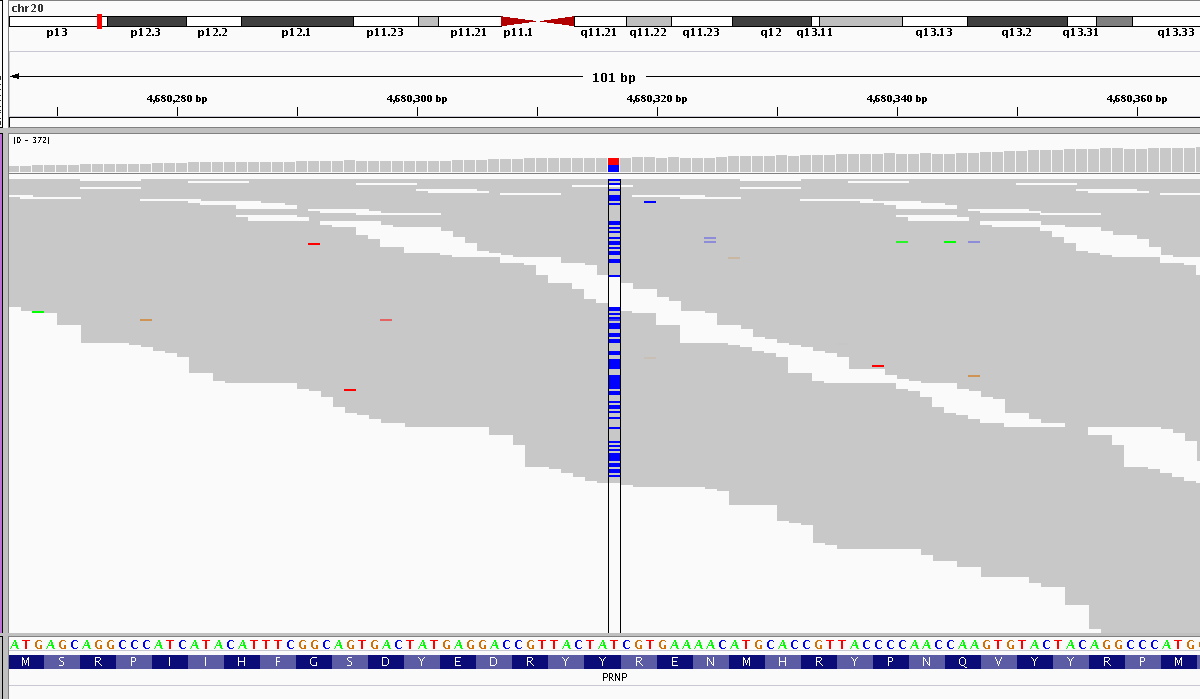 chr20
p13 p12.3 p12.2 p12.1 p11.23 p11.21 p11.1 q11.21 q11.22 q11.23 q12 q13.11 q13.13 q13.2 q13.31 q13.33
101 bp
4,680,280 bp 4,680,300 bp 4,680,320 bp 4,680,340 bp 4,680,360 bp
[0 - 372]
A T G A G C A G G C C C A T C A T A C A T T T C G G C A G T G A C T A T G A G G A C C G T T A C T A T C G T G A A A A C A T G C A C C G T T A C C C C A A C C A A G T G T A C T A C A G G C C C A T G
M S R P I I H F G S D Y E D R Y Y R E N M H R Y P N Q V Y Y R P M
PRNP